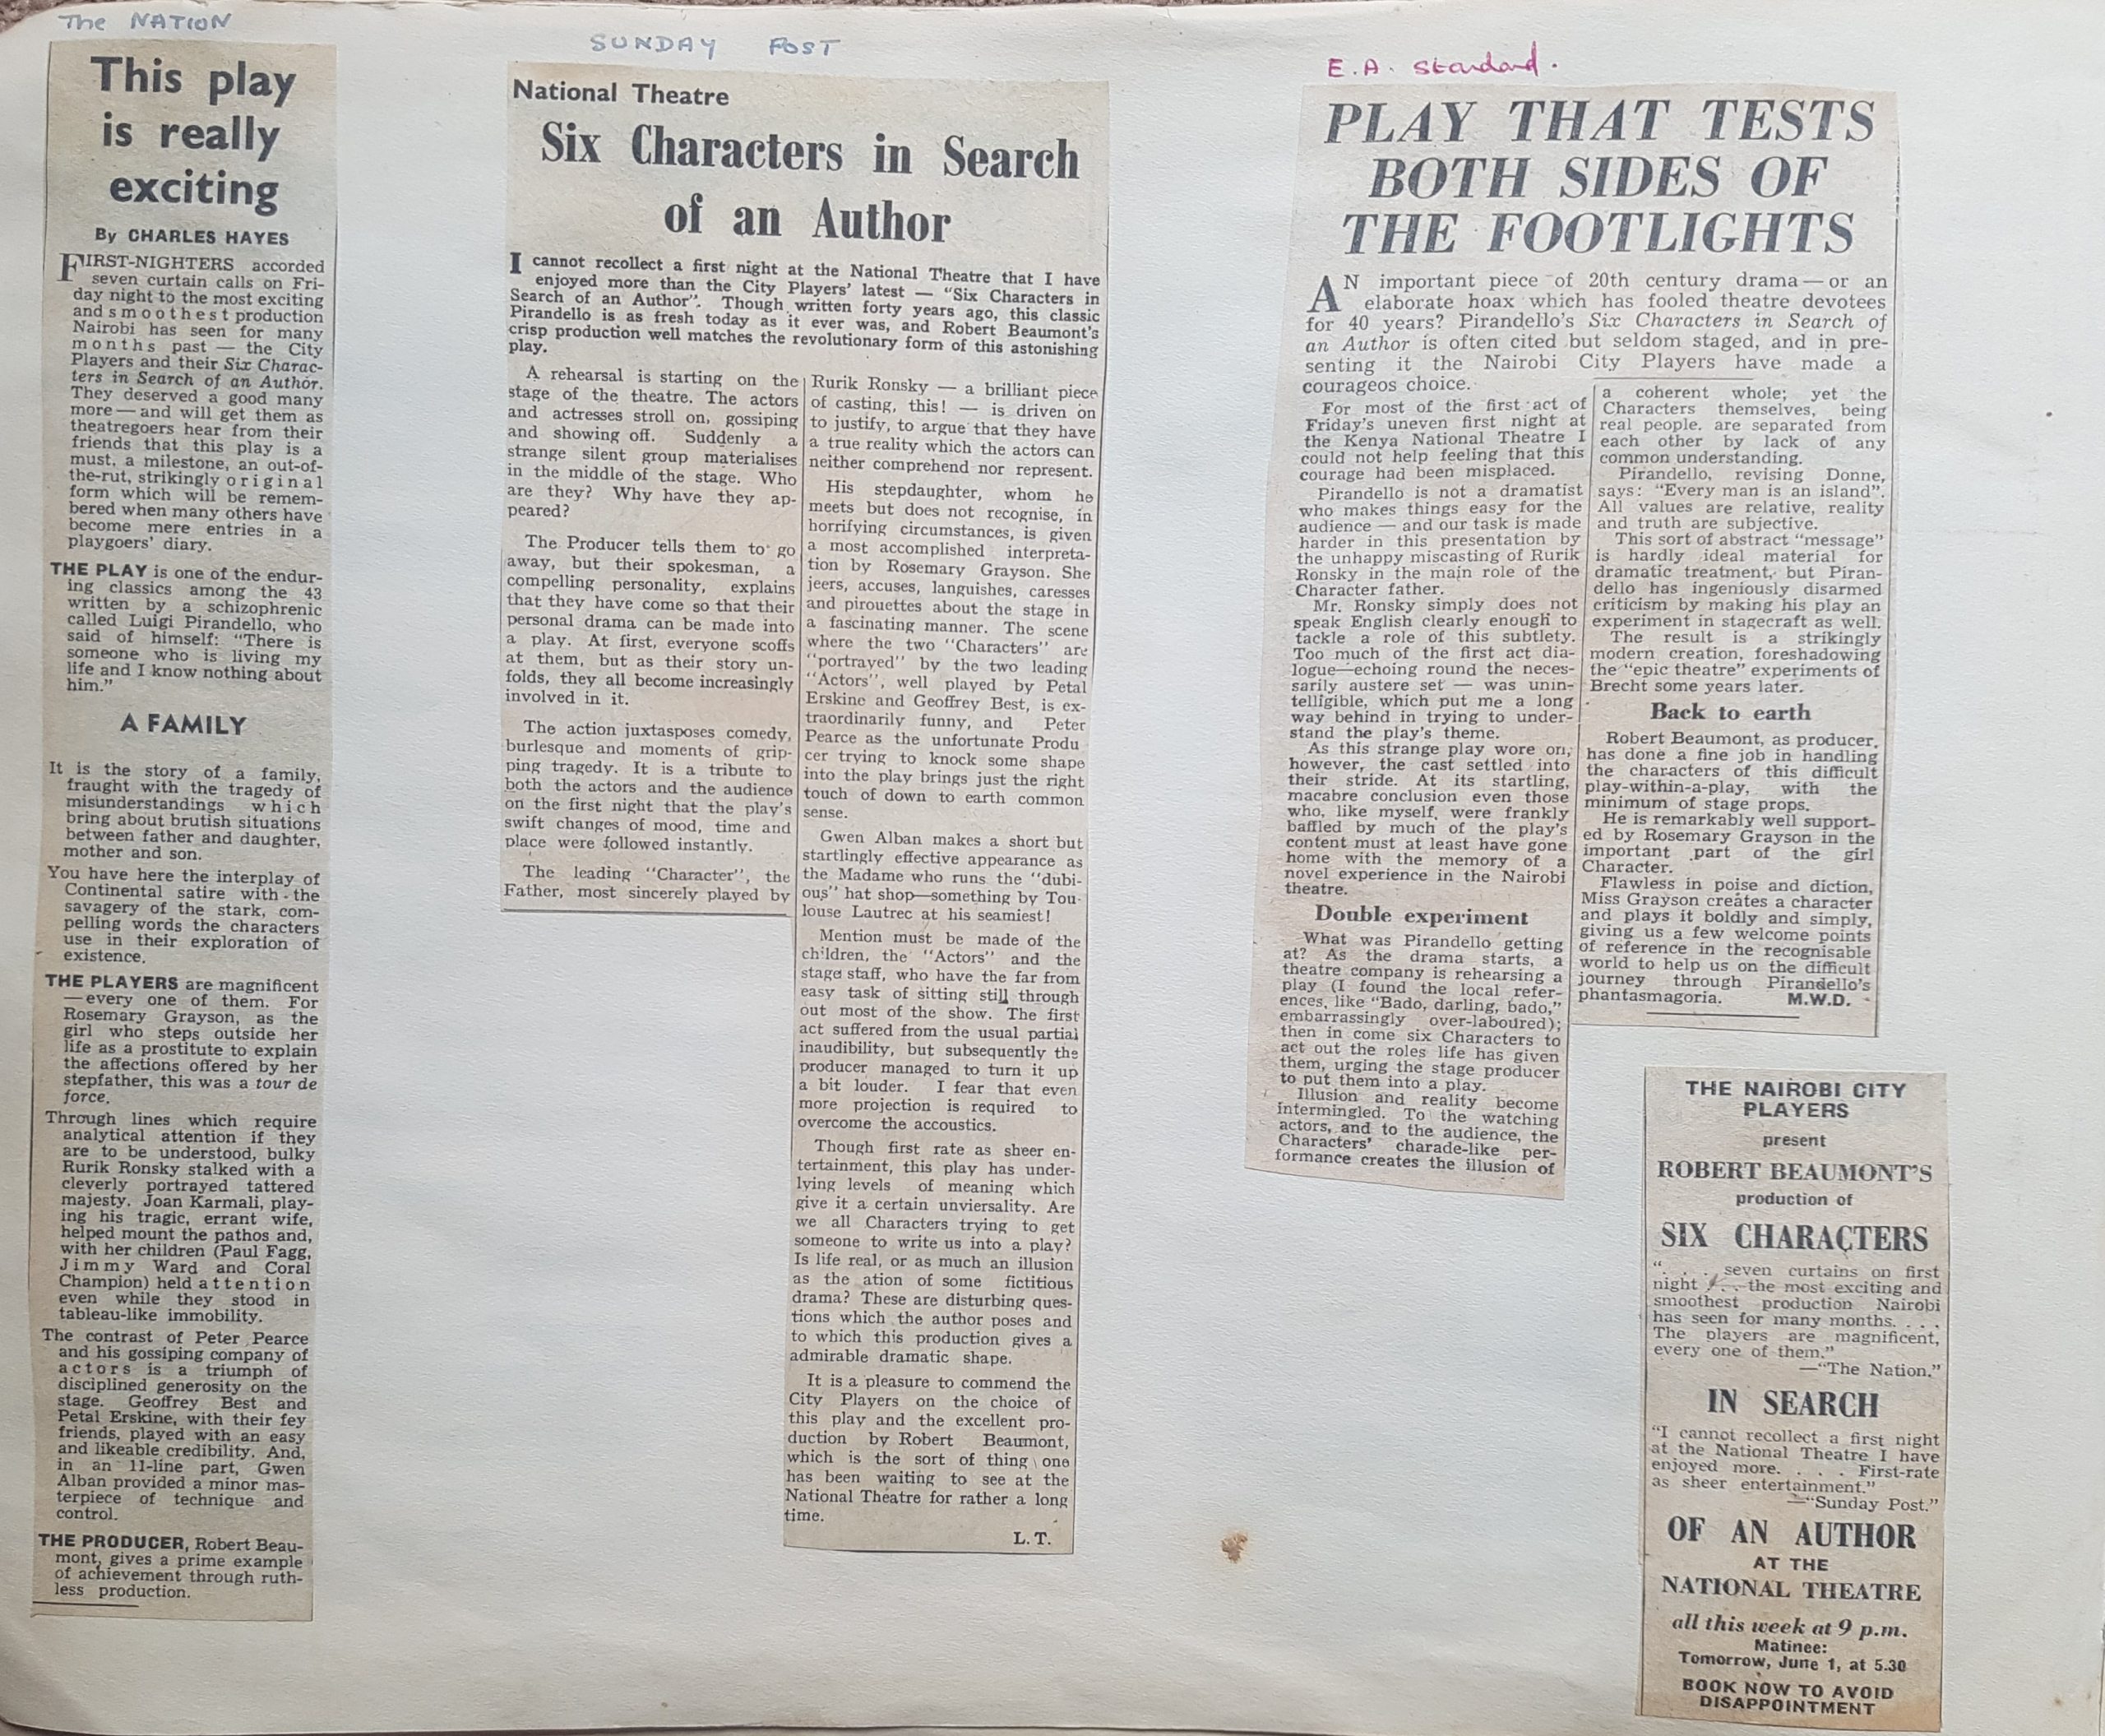 The NATION
This play
is really
exciting
By CHARLES HAYES
FIRST-NIGHTERS accorded
seven curtain calls on Fri-
day night to the most exciting
and smoothest production
Nairobi has seen for many
months past — the City
Players and their Six Charac-
ters in Search of an Author.
They deserved a good many
more — and will get them as
theatregoers hear from their
friends that this play is a
must, a milestone, an out-of-
the-rut, strikingly original
form which will be remem-
bered when many others have
become mere entries in a
playgoers' diary.
THE PLAY is one of the endur-
ing classics among the 43
written by a schizophrenic
called Luigi Pirandello, who
said of himself: "There is
someone who is living my
life and I know nothing about
him."
A FAMILY
It is the story of a family,
fraught with the tragedy of
misunderstandings which
bring about brutish situations
between father and daughter,
mother and son.
You have here the interplay of
Continental satire with the
savagery of the stark, com-
pelling words the characters
use in their exploration of
existence.
THE PLAYERS are magnificent
—every one of them. For
Rosemary Grayson, as the
girl who steps outside her
life as a prostitute to explain
the affections offered by her
stepfather, this was a tour de
force.
Through lines which require
analytical attention if they
are to be understood, bulky
Rurik Ronsky stalked with a
cleverly portrayed tattered
majesty. Joan Karmali, play-
ing his tragic, errant wife,
helped mount the pathos and,
with her children (Paul Fagg,
Jimmy Ward and Coral
Champion) held attention
even while they stood in
tableau-like immobility.
The contrast of Peter Pearce
and his gossiping company of
actors is a triumph of
disciplined generosity on the
stage. Geoffrey Best and
Petal Erskine, with their fey
friends, played with an easy
and likeable credibility. And,
in an 11-line part, Gwen
Alban provided a minor mas-
terpiece of technique and
control.
THE PRODUCER, Robert Beau-
mont, gives a prime example
of achievement through ruth-
less production.
SUNDAY POST
National Theatre
Six Characters in Search
of an Author
I cannot recollect a first night at the National Theatre that I have
enjoyed more than the City Players' latest — "Six Characters in
Search of an Author". Though written forty years ago, this classic
Pirandello is as fresh today as it ever was, and Robert Beaumont's
crisp production well matches the revolutionary form of this astonishing
play.
A rehearsal is starting on the
stage of the theatre. The actors
and actresses stroll on, gossiping
and showing off. Suddenly a
strange silent group materialises
in the middle of the stage. Who
are they? Why have they ap-
peared?
The Producer tells them to go
away, but their spokesman, a
compelling personality, explains
that they have come so that their
personal drama can be made into
a play. At first, everyone scoffs
at them, but as their story un-
folds, they all become increasingly
involved in it.
The action juxtasposes comedy,
burlesque and moments of grip-
ping tragedy. It is a tribute to
both the actors and the audience
on the first night that the play's
swift changes of mood, time and
place were followed instantly.
The leading "Character", the
Father, most sincerely played by
Rurik Ronsky — a brilliant piece
of casting, this! — is driven on
to justify, to argue that they have
a true reality which the actors can
neither comprehend nor represent.
His stepdaughter, whom he
meets but does not recognise, in
horrifying circumstances, is given
a most accomplished interpreta-
tion by Rosemary Grayson. She
jeers, accuses, languishes, caresses
and pirouettes about the stage in
a fascinating manner. The scene
where the two "Characters" are
"portrayed" by the two leading
"Actors", well played by Petal
Erskine and Geoffrey Best, is ex-
traordinarily funny, and Peter
Pearce as the unfortunate Produ
cer trying to knock some shape
into the play brings just the right
touch of down to earth common
sense.
Gwen Alban makes a short but
startlingly effective appearance as
the Madame who runs the "dubi-
ous" hat shop—something by Tou-
louse Lautrec at his seamiest!
Mention must be made of the
children, the "Actors" and the
stage staff, who have the far from
easy task of sitting still through
out most of the show. The first
act suffered from the usual partial
inaudibility, but subsequently the
producer managed to turn it up
a bit louder. I fear that even
more projection is required to
overcome the accoustics.
Though first rate as sheer en-
tertainment, this play has under-
lying levels of meaning which
give it a certain unviersality. Are
we all Characters trying to get
someone to write us into a play?
Is life real, or as much an illusion
as the ation of some fictitious
drama? These are disturbing ques-
tions which the author poses and
to which this production gives a
admirable dramatic shape.
It is a pleasure to commend the
City Players on the choice of
this play and the excellent pro-
duction by Robert Beaumont,
which is the sort of thing one
has been waiting to see at the
National Theatre for rather a long
time.
L. T.
E.A. Standard.
PLAY THAT TESTS
BOTH SIDES OF
THE FOOTLIGHTS
AN important piece of 20th century drama—or an
elaborate hoax which has fooled theatre devotees
for 40 years? Pirandello's Six Characters in Search of
an Author is often cited but seldom staged, and in pre-
senting it the Nairobi City Players have made a
courageos choice.
For most of the first act of
Friday's uneven first night at
the Kenya National Theatre I
could not help feeling that this
courage had been misplaced.
Pirandello is not a dramatist
who makes things easy for the
audience — and our task is made
harder in this presentation by
the unhappy miscasting of Rurik
Ronsky in the main role of the
Character father.
Mr. Ronsky simply does not
speak English clearly enough to
tackle a role of this subtlety.
Too much of the first act dia-
logue—echoing round the neces-
sarily austere set — was unin-
telligible, which put me a long
way behind in trying to under-
stand the play's theme.
As this strange play wore on,
however, the cast settled into
their stride. At its startling,
macabre conclusion even those
who, like myself, were frankly
baffled by much of the play's
content must at least have gone
home with the memory of a
novel experience in the Nairobi
theatre.
Double experiment
What was Pirandello getting
at? As the drama starts, a
theatre company is rehearsing a
play (I found the local refer-
ences, like "Bado, darling, bado,"
embarrassingly over-laboured);
then in come six Characters to
act out the roles life has given
them, urging the stage producer
to put them into a play.
Illusion and reality become
intermingled. To the watching
actors, and to the audience, the
Characters' charade-like per-
formance creates the illusion of
a coherent whole; yet the
Characters themselves, being
real people. are separated from
each other by lack of any
common understanding.
Pirandello, revising Donne,
says: "Every man is an island".
All values are relative, reality
and truth are subjective.
This sort of abstract "message"
is hardly ideal material for
dramatic treatment, but Piran-
dello has ingeniously disarmed
criticism by making his play an
experiment in stagecraft as well.
The result is a strikingly
modern creation, foreshadowing
the "epic theatre" experiments of
Brecht some years later.
Back to earth
Robert Beaumont, as producer,
has done a fine job in handling
the characters of this difficult
play-within-a-play, with the
minimum of stage props.
He is remarkably well support-
ed by Rosemary Grayson in the
important part of the girl
Character.
Flawless in poise and diction,
Miss Grayson creates a character
and plays it boldly and simply,
giving us a few welcome points
of reference in the recognisable
world to help us on the difficult
journey through Pirandello's
phantasmagoria. M.W.D.
THE NAIROBI CITY
PLAYERS
present
ROBERT BEAUMONT'S
production of
SIX CHARACTERS
". . . seven curtains on first
night . . . the most exciting and
smoothest production Nairobi
has seen for many months. . . .
The players are magnificent,
every one of them."
—"The Nation."
IN SEARCH
"I cannot recollect a first night
at the National Theatre I have
enjoyed more. . . . First-rate
as sheer entertainment."
—"Sunday Post."
OF AN AUTHOR
AT THE
NATIONAL THEATRE
all this week at 9 p.m.
Matinee:
Tomorrow, June 1, at 5.30
BOOK NOW TO AVOID
DISAPPOINTMENT